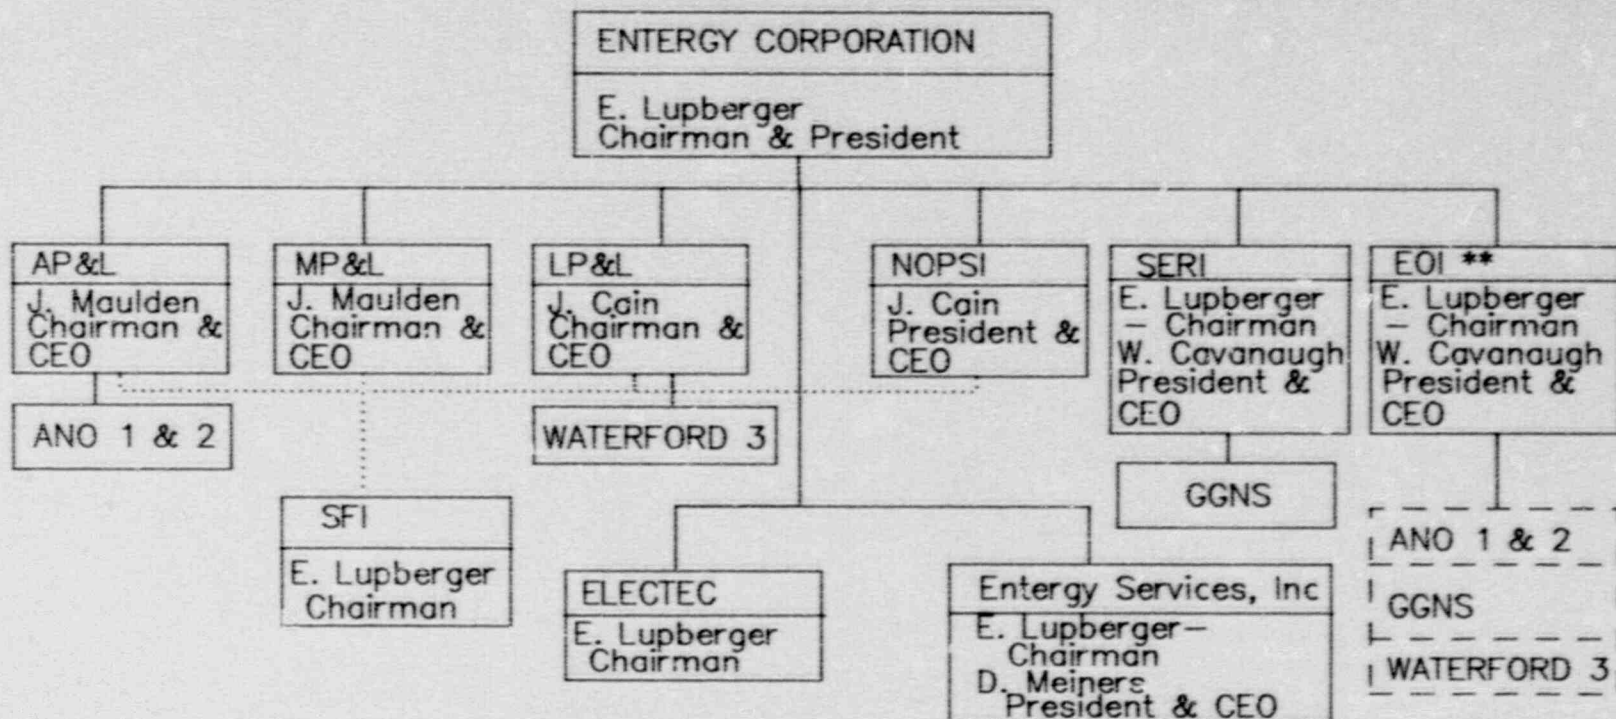 ENTERGY CORPORATION
E. Lupberger
Chairman & President
AP&L
J. Maulden
Chairman &
CEO
MP&L
J. Maulden
Chairman &
CEO
LP&L
J. Cain
Chairman &
CEO
NOPSI
J. Cain
President &
CEO
SERI
E. Lupberger
— Chairman
W. Cavanaugh
President &
CEO
EOI **
E. Lupberger
— Chairman
W. Cavanaugh
President &
CEO
ANO 1 & 2
WATERFORD 3
GGNS
SFI
E. Lupberger
Chairman
ELECTEC
E. Lupberger
Chairman
Entergy Services, Inc
E. Lupberger—
Chairman
D. Meiners
President & CEO
ANO 1 & 2
GGNS
WATERFORD 3